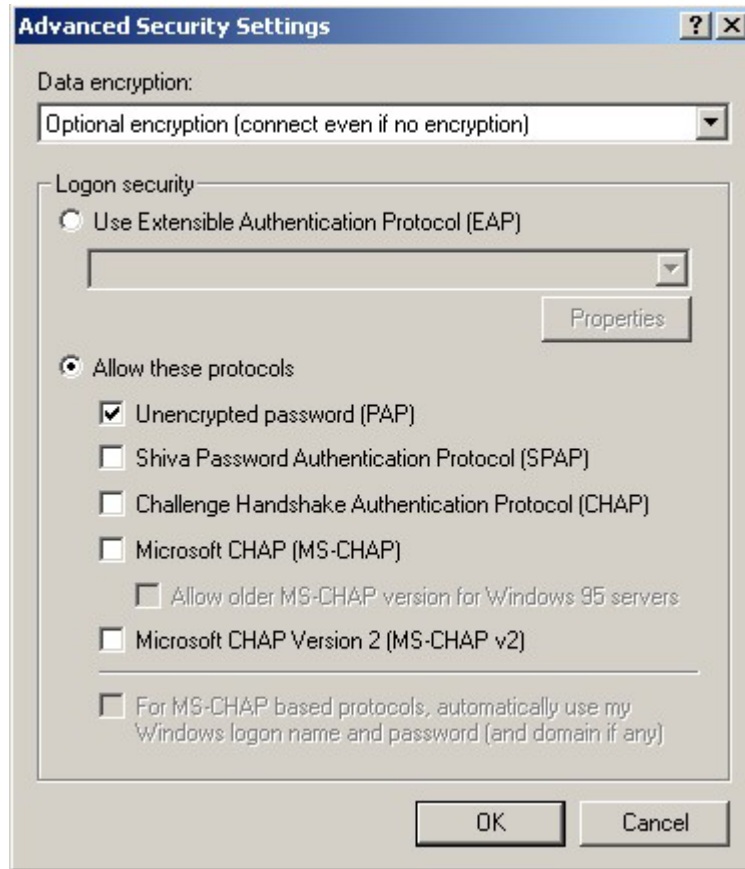 Advanced Security Settings
Data encryption:
Optional encryption (connect even if no encryption)
Logon security
Use Extensible Authentication Protocol (EAP)
Properties
Allow these protocols
Unencrypted password (PAP)
Shiva Password Authentication Protocol (SPAP)
Challenge Handshake Authentication Protocol (CHAP)
Microsoft CHAP (MS-CHAP)
Allow older MS-CHAP version for Windows 95 servers
Microsoft CHAP Version 2 (MS-CHAP v2)
For MS-CHAP based protocols, automatically use my
Windows logon name and password (and domain if any)
OK Cancel